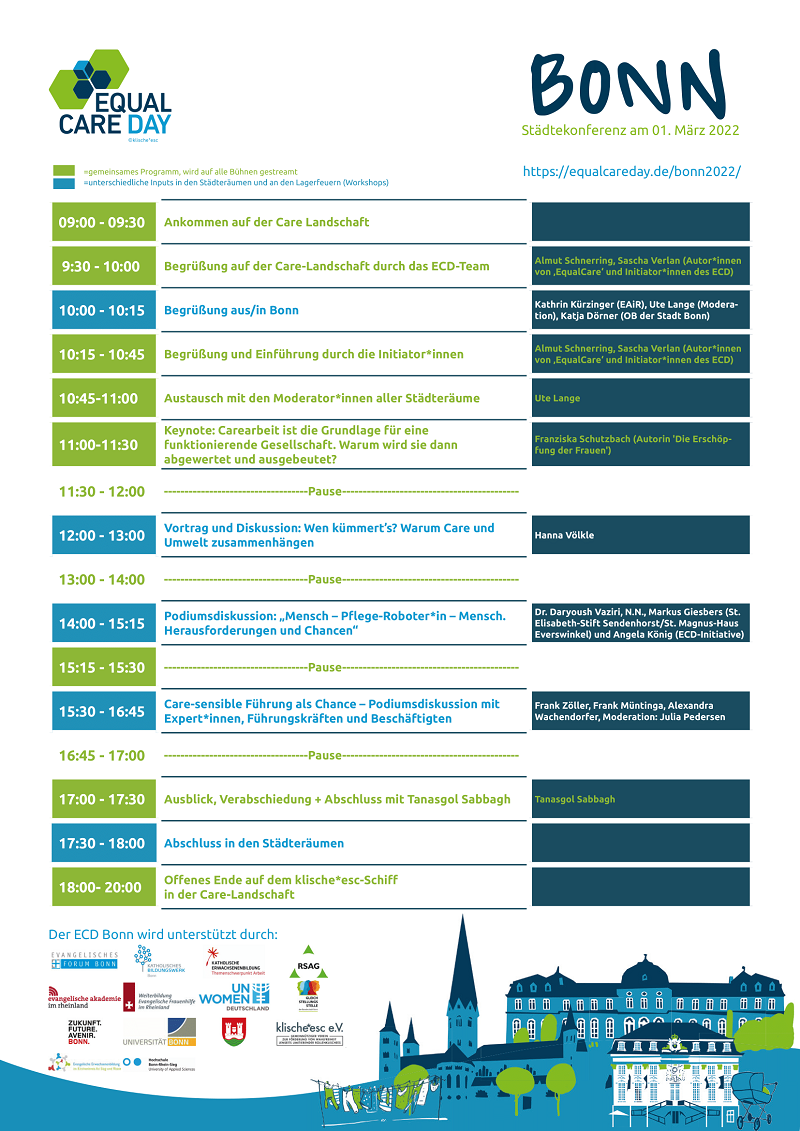 EQUAL
CARE DAY
@klische*esc
BONN
Städtekonferenz am 01. März 2022
https://equalcareday.de/bonn2022/
=gemeinsames Programm, wird auf alle Bühnen gestreamt
=unterschiedliche Inputs in den Städteräumen und an den Lagerfeuern (Workshops)
09:00 - 09:30
Ankommen auf der Care Landschaft
9:30 - 10:00
Begrüßung auf der Care-Landschaft durch das ECD-Team
Almut Schnerring, Sascha Verlan (Autor*innen
von ‚EqualCare‘ und Initiator*innen des ECD)
10:00 - 10:15
Begrüßung aus/in Bonn
Kathrin Kürzinger (EAiR), Ute Lange (Modera-
tion), Katja Dörner (OB der Stadt Bonn)
10:15 - 10:45
Begrüßung und Einführung durch die Initiator*innen
Almut Schnerring, Sascha Verlan (Autor*innen
von ‚EqualCare‘ und Initiator*innen des ECD)
10:45-11:00
Austausch mit den Moderator*innen aller Städteräume
Ute Lange
11:00-11:30
Keynote: Carearbeit ist die Grundlage für eine
funktionierende Gesellschaft. Warum wird sie dann
abgewertet und ausgebeutet?
Franziska Schutzbach (Autorin 'Die Erschöp-
fung der Frauen')
11:30 - 12:00
-----------------------------------Pause-------------------------------------------
12:00 - 13:00
Vortrag und Diskussion: Wen kümmert’s? Warum Care und
Umwelt zusammenhängen
Hanna Völkle
13:00 - 14:00
-----------------------------------Pause-------------------------------------------
14:00 - 15:15
Podiumsdiskussion: „Mensch – Pflege-Roboter*in – Mensch.
Herausforderungen und Chancen“
Dr. Daryoush Vaziri, N.N., Markus Giesbers (St.
Elisabeth-Stift Sendenhorst/St. Magnus-Haus
Everswinkel) und Angela König (ECD-Initiative)
15:15 - 15:30
-----------------------------------Pause-------------------------------------------
15:30 - 16:45
Care-sensible Führung als Chance – Podiumsdiskussion mit
Expert*innen, Führungskräften und Beschäftigten
Frank Zöller, Frank Müntinga, Alexandra
Wachendorfer, Moderation: Julia Pedersen
16:45 - 17:00
-----------------------------------Pause-------------------------------------------
17:00 - 17:30
Ausblick, Verabschiedung + Abschluss mit Tanasgol Sabbagh
Tanasgol Sabbagh
17:30 - 18:00
Abschluss in den Städteräumen
18:00- 20:00
Offenes Ende auf dem klische*esc-Schiff
in der Care-Landschaft
Der ECD Bonn wird unterstützt durch:
EVANGELISCHES
FORUM BONN
KATHOLISCHES
BILDUNGSWERK
Bonn
KATHOLISCHE
ERWACHSENENBILDUNG
Themenschwerpunkt Arbeit
RSAG
evangelische akademie
im rheinland
Weiterbildung
Evangelische Frauenhilfe
im Rheinland
UN
WOMEN
DEUTSCHLAND
GLEICH
STELLUNGS
STELLE
ZUKUNFT.
FUTURE.
AVENIR.
BONN.
UNIVERSITÄT BONN
klische*esc e.V.
Hochschule
Bonn-Rhein-Sieg
University of Applied Sciences